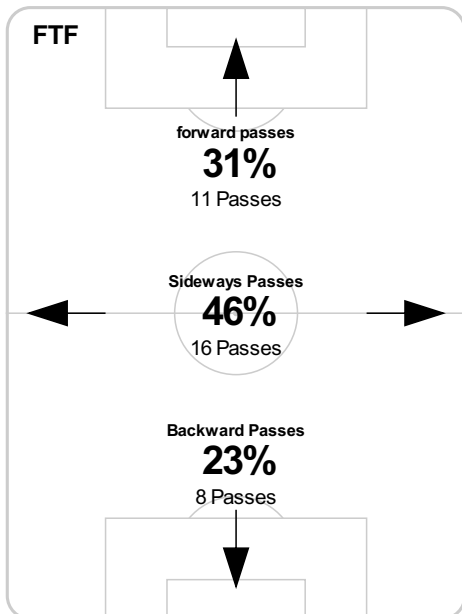 FTF
forward passes
31%
11 Passes
Sideways Passes
46%
16 Passes
Backward Passes
23%
8 Passes